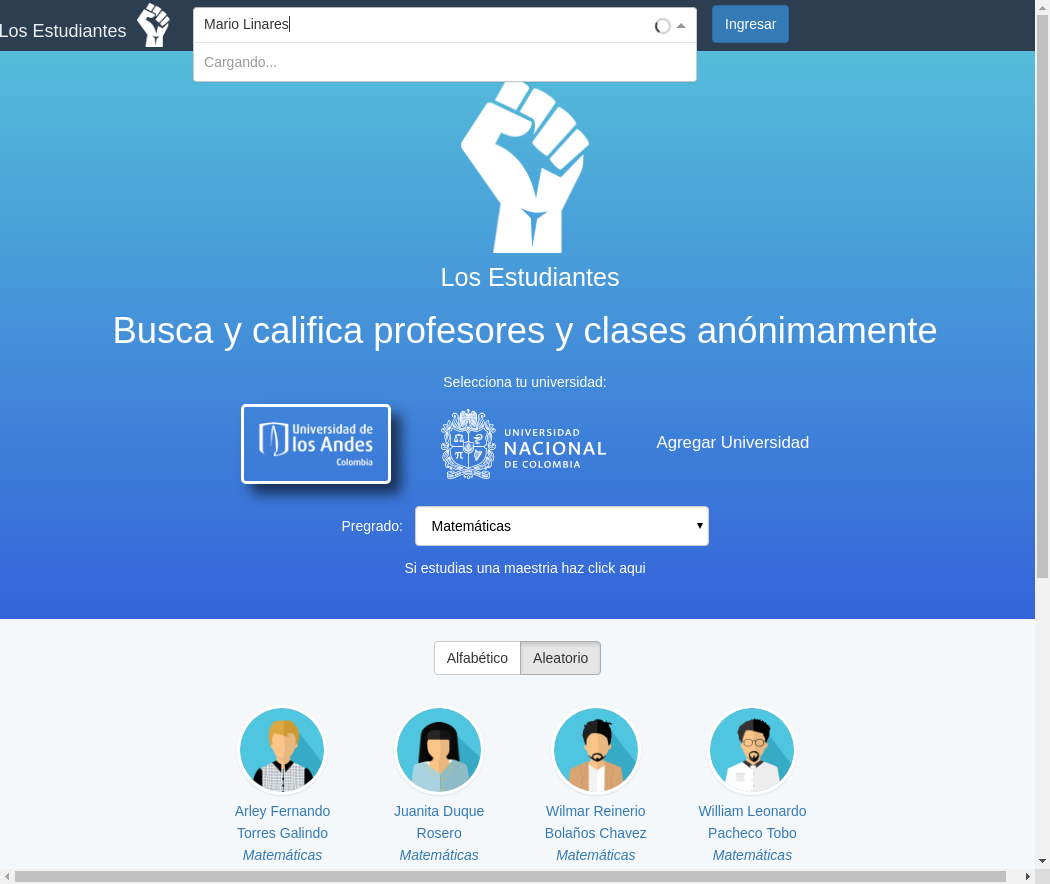 Los Estudiantes
Mario Linares
Ingresar
Cargando...
Los Estudiantes
Busca y califica profesores y clases anónimamente
Selecciona tu universidad:
Universidad de
los Andes
Colombia
UNIVERSIDAD
NACIONAL
DE COLOMBIA
Agregar Universidad
Pregrado:
Matemáticas
Si estudias una maestria haz click aqui
Alfabético
Aleatorio
Arley Fernando
Torres Galindo
Matemáticas
Juanita Duque
Rosero
Matemáticas
Wilmar Reinerio
Bolaños Chavez
Matemáticas
William Leonardo
Pacheco Tobo
Matemáticas